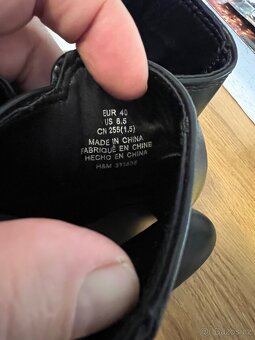 EUR 40
US 8.5
CN 255(1.5)
MADE IN CHINA
FABRIQUÉ EN CHINE
HECHO EN CHINA